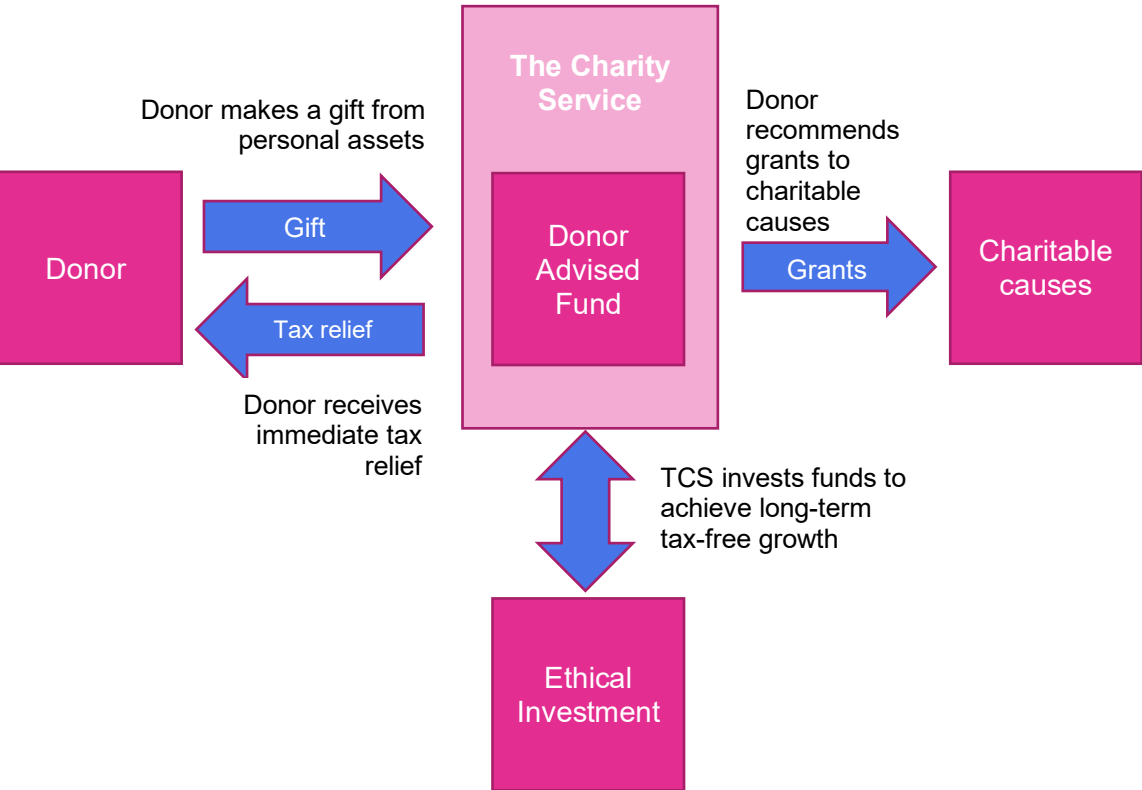 The Charity
Service
Donor makes a gift from
personal assets
Donor
recommends
grants to
charitable
causes
Donor
Gift
Tax relief
Donor
Advised
Fund
Grants
Charitable
causes
Donor receives
immediate tax
relief
TCS invests funds to
achieve long-term
tax-free growth
Ethical
Investment